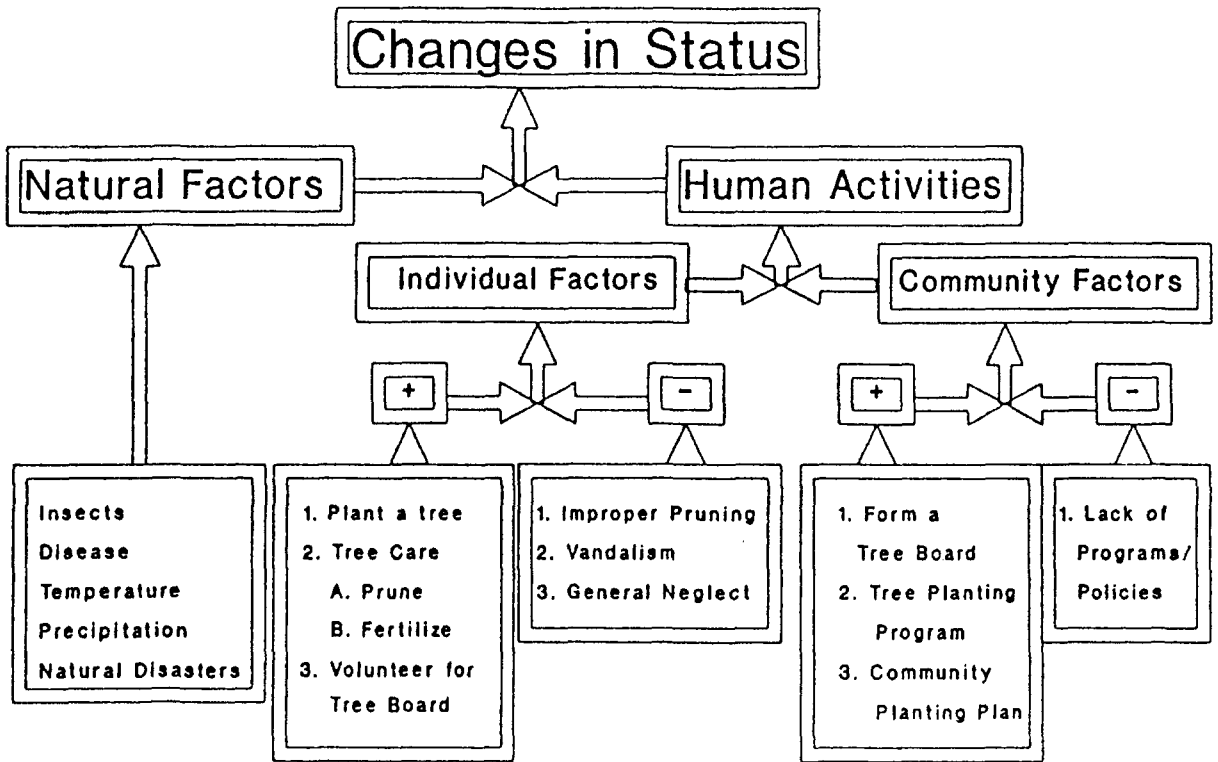 Changes in Status
Natural Factors
Human Activities
Individual Factors
Community Factors
+
-
+
-
Insects
Disease
Temperature
Precipitation
Natural Disasters
1. Plant a tree
2. Tree Care
A. Prune
B. Fertilize
3. Volunteer for
Tree Board
1. Improper Pruning
2. Vandalism
3. General Neglect
1. Form a
Tree Board
2. Tree Planting
Program
3. Community
Planting Plan
1. Lack of
Programs/
Policies